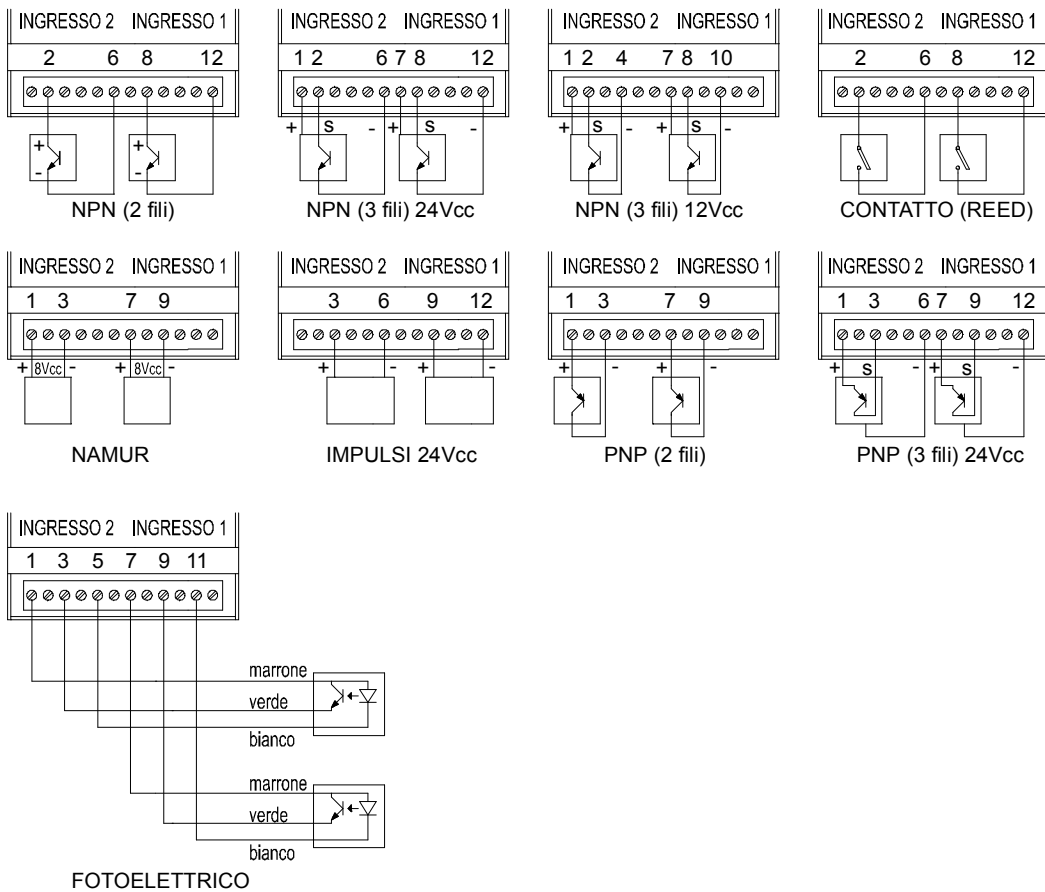 INGRESSO 2 INGRESSO 1
2 6 8 12
+ -
+ -
NPN (2 fili)
INGRESSO 2 INGRESSO 1
1 2 6 7 8 12
+ S - + S -
NPN (3 fili) 24Vcc
INGRESSO 2 INGRESSO 1
1 2 4 7 8 10
+ S - + S -
NPN (3 fili) 12Vcc
INGRESSO 2 INGRESSO 1
2 6 8 12
CONTATTO (REED)
INGRESSO 2 INGRESSO 1
1 3 7 9
+ 8Vcc - + 8Vcc -
NAMUR
INGRESSO 2 INGRESSO 1
3 6 9 12
+ - + -
IMPULSI 24Vcc
INGRESSO 2 INGRESSO 1
1 3 7 9
+ - + -
PNP (2 fili)
INGRESSO 2 INGRESSO 1
1 3 6 7 9 12
+ S - + S -
PNP (3 fili) 24Vcc
INGRESSO 2 INGRESSO 1
1 3 5 7 9 11
marrone
verde
bianco
marrone
verde
bianco
FOTOELETTRICO